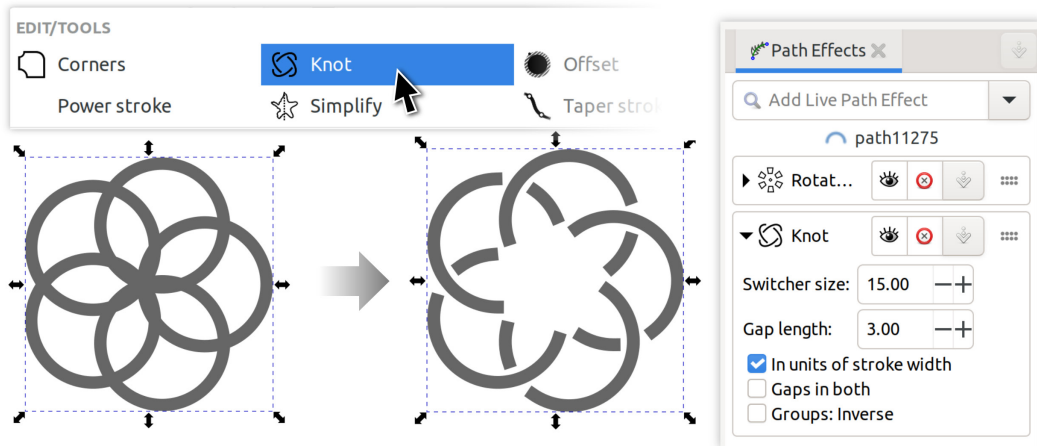 EDIT/TOOLS
Corners
Knot
Offset
Power stroke
Simplify
Taper strol
Path Effects
Add Live Path Effect
path11275
Rotat...
Knot
Switcher size: 15.00
Gap length: 3.00
In units of stroke width
Gaps in both
Groups: Inverse